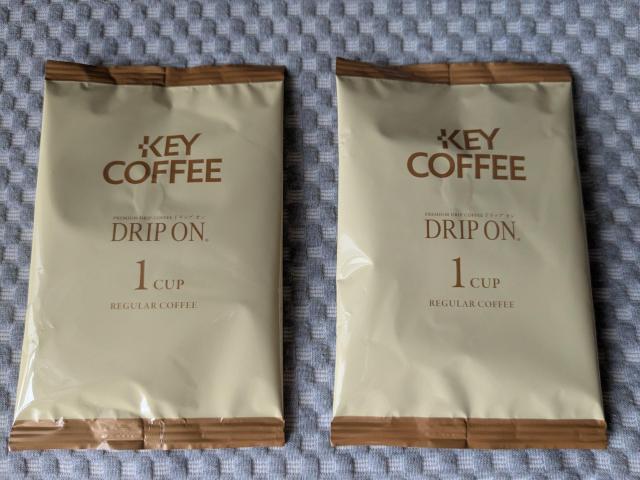 KEY
COFFEE
PREMIUM DRIP COFFEE ドリップ オン
DRIP ON®
1 CUP
REGULAR COFFEE
KEY
COFFEE
PREMIUM DRIP COFFEE ドリップ オン
DRIP ON®
1 CUP
REGULAR COFFEE